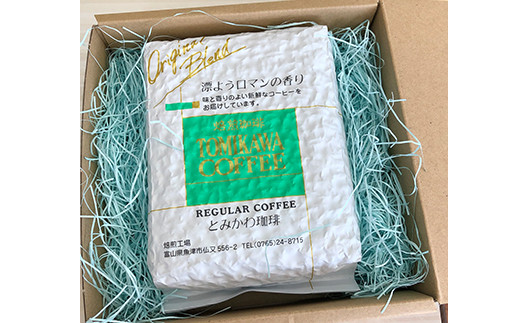 Original
Blend
漂ようロマンの香り
味と香りのよい新鮮なコーヒーを
お届けしています。
TOMIKAWA
COFFEE
REGULAR COFFEE
とみかわ珈琲
焙煎工場
富山県魚津市仏又556-2 TEL(0765)24-8715